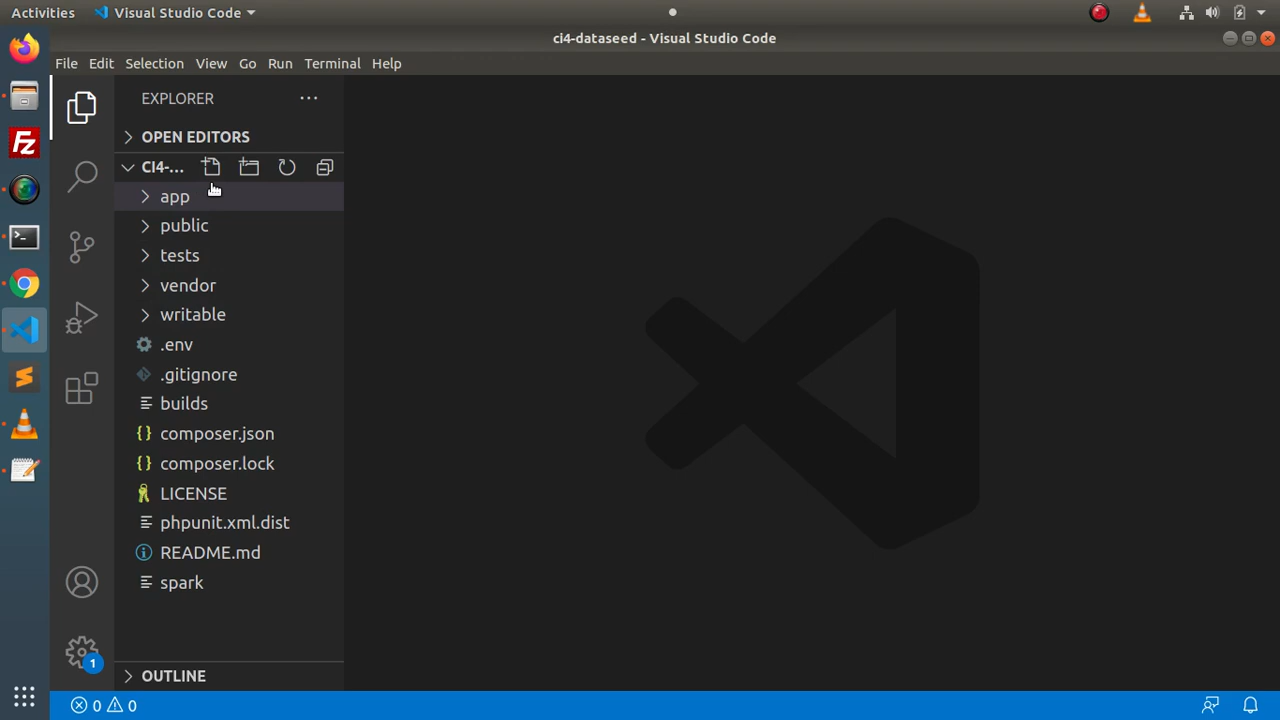 Activities
Visual Studio Code
ci4-dataseed - Visual Studio Code
File Edit Selection View Go Run Terminal Help
EXPLORER
OPEN EDITORS
CI4-...
app
public
tests
vendor
writable
.env
.gitignore
builds
composer.json
composer.lock
LICENSE
phpunit.xml.dist
README.md
spark
1
OUTLINE
0 0